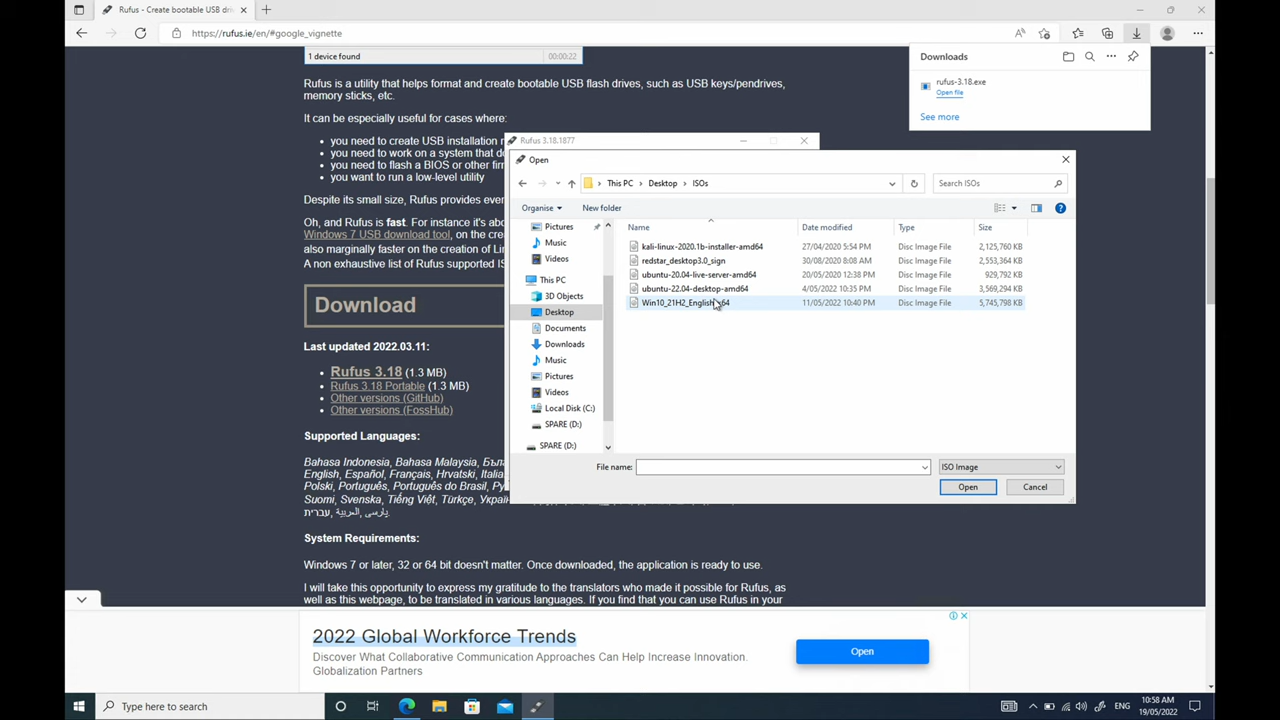 Rufus - Create bootable USB driv
https://rufus.ie/en/#google_vignette
1 device found
00:00:22
Rufus is a utility that helps format and create bootable USB flash drives, such as USB keys/pendrives,
memory sticks, etc.
It can be especially useful for cases where:
you need to create USB installation
you need to work on a system that
you need to flash a BIOS or other
you want to run a low-level utility
Despite its small size, Rufus provides
Oh, and Rufus is fast. For instance it's
Windows 7 USB download tool,
also marginally faster on the creation of
A non exhaustive list of Rufus supported
Download
Last updated 2022.03.11:
Rufus 3.18 (1.3 MB)
Rufus 3.18 Portable (1.3 MB)
Other versions (GitHub)
Other versions (FossHub)
Supported Languages:
Bahasa Indonesia, Bahasa Malaysia,
English, Español, Français, Hrvatski,
Polski, Português, Português do Brasil,
Suomi, Svenska, Tiếng Việt, Türkçe,
پارسی, العربية, עברית.
System Requirements:
Windows 7 or later, 32 or 64 bit doesn't matter. Once downloaded, the application is ready to use.
I will take this opportunity to express my gratitude to the translators who made it possible for Rufus, as
well as this webpage, to be translated in various languages. If you find that you can use Rufus in your
Downloads
rufus-3.18.exe
Open file
See more
Rufus 3.18.1877
Open
This PC
Desktop
ISOs
Search ISOs
Organise
New folder
Pictures
Music
Videos
This PC
3D Objects
Desktop
Documents
Downloads
Music
Pictures
Videos
Local Disk (C:)
SPARE (D:)
SPARE (D:)
Name Date modified Type Size
kali-linux-2020.1b-installer-amd64 27/04/2020 5:54 PM Disc Image File 2,125,760 KB
redstar_desktop3.0_sign 30/08/2020 8:08 AM Disc Image File 2,553,364 KB
ubuntu-20.04-live-server-amd64 20/05/2020 12:38 PM Disc Image File 929,792 KB
ubuntu-22.04-desktop-amd64 4/05/2022 10:35 PM Disc Image File 3,569,294 KB
Win10_21H2_English_x64 11/05/2022 10:40 PM Disc Image File 5,745,798 KB
File name:
ISO Image
Open
Cancel
2022 Global Workforce Trends
Discover What Collaborative Communication Approaches Can Help Increase Innovation.
Globalization Partners
Open
Type here to search
10:58 AM
19/05/2022